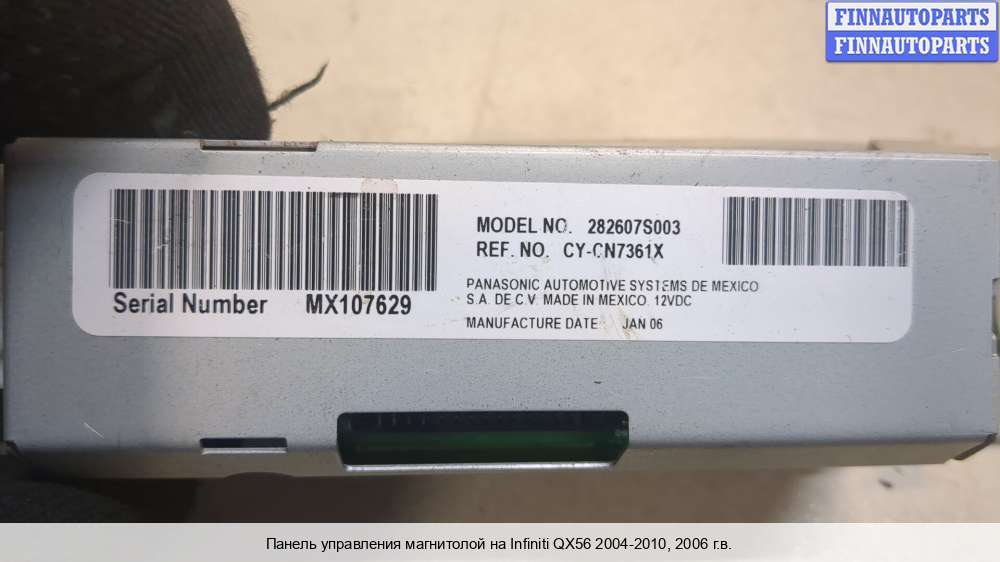 FINNAUTOPARTS
FINNAUTOPARTS
Serial Number MX107629
MODEL NO. 282607S003
REF. NO. CY-CN7361X
PANASONIC AUTOMOTIVE SYSTEMS DE MEXICO
S.A. DE C.V. MADE IN MEXICO. 12VDC
MANUFACTURE DATE : JAN 06
Панель управления магнитолой на Infiniti QX56 2004-2010, 2006 г.в.